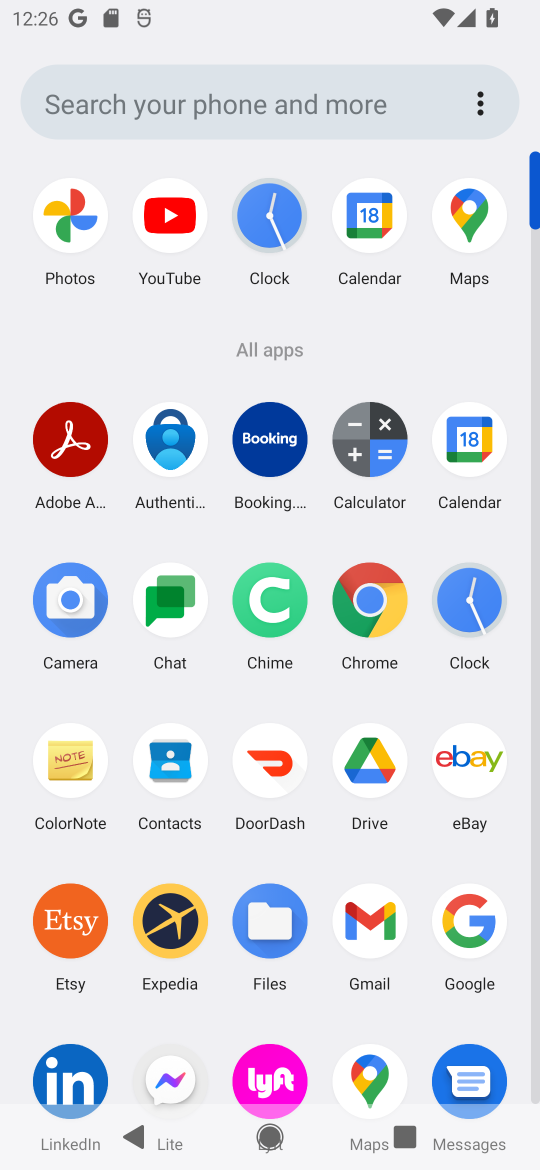 12:26
Search your phone and more
18
Photos YouTube Clock Calendar Maps
All apps
Booking 18
Adobe A... Authenti... Booking.... Calculator Calendar
Camera Chat Chime Chrome Clock
NOTE ebay
ColorNote Contacts DoorDash Drive eBay
Etsy
Etsy Expedia Files Gmail Google
in lyft
LinkedIn Lite Maps Messages